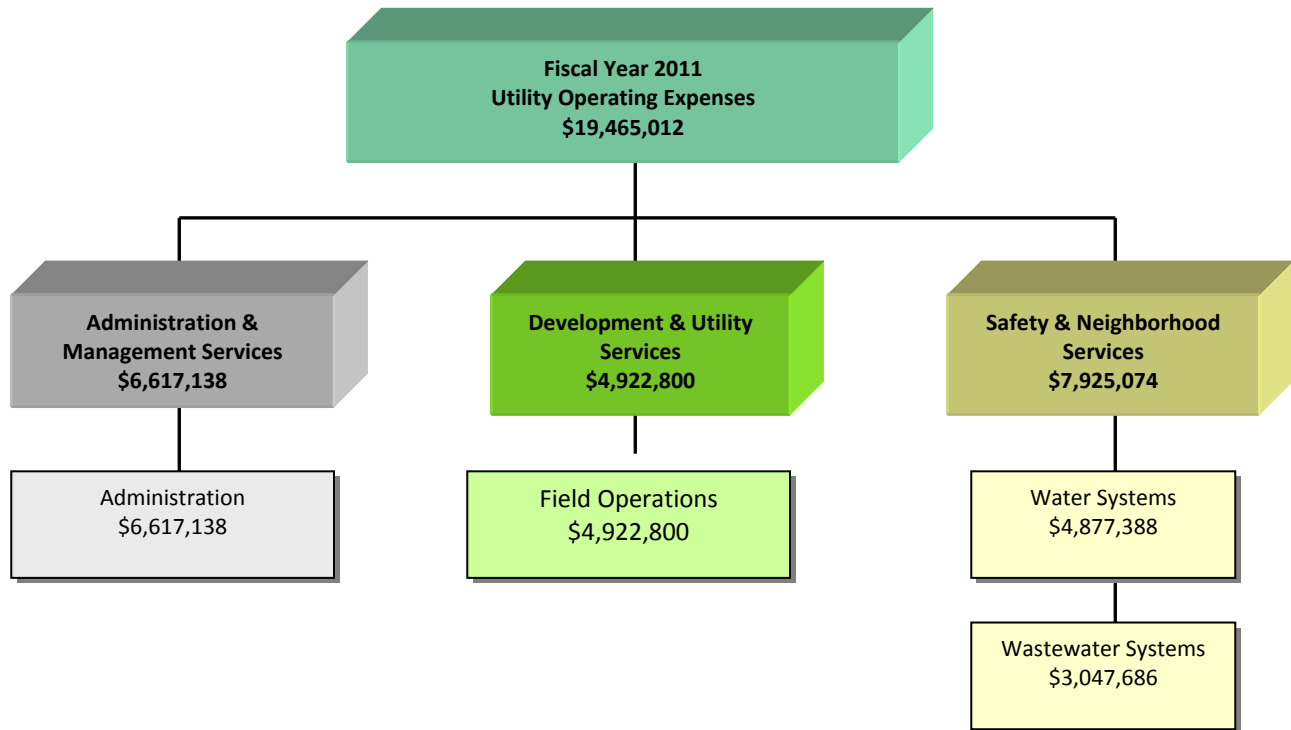 Fiscal Year 2011
Utility Operating Expenses
$19,465,012
Administration &
Management Services
$6,617,138
Development & Utility
Services
$4,922,800
Safety & Neighborhood
Services
$7,925,074
Administration
$6,617,138
Field Operations
$4,922,800
Water Systems
$4,877,388
Wastewater Systems
$3,047,686